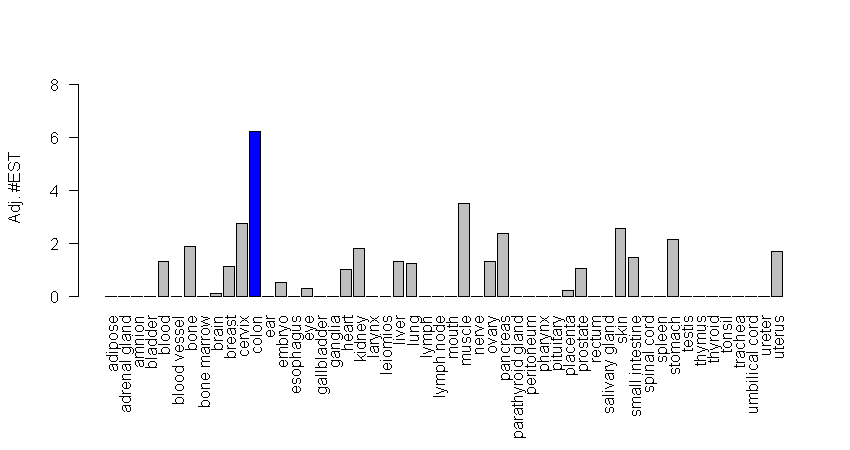 Adj. #EST
8
6
4
2
0
adipose
adrenal gland
amnion
bladder
blood
blood vessel
bone
bone marrow
brain
breast
cervix
colon
ear
embryo
esophagus
eye
gallbladder
ganglia
heart
kidney
larynx
leiomios
liver
lung
lymph
lymph node
mouth
muscle
nerve
ovary
pancreas
parathyroid gland
peritoneum
pharynx
pituitary
placenta
prostate
rectum
salivary gland
skin
small intestine
spinal cord
spleen
stomach
testis
thymus
thyroid
tonsil
trachea
umbilical cord
ureter
uterus